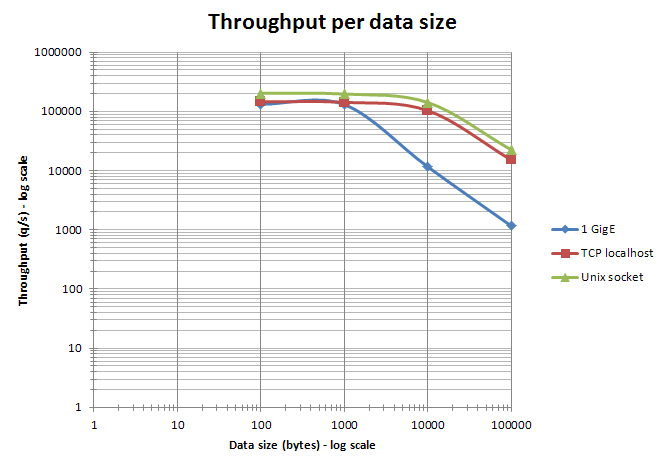 Throughput per data size
Throughput (q/s) - log scale
1000000
100000
10000
1000
100
10
1
1 10 100 1000 10000 100000
Data size (bytes) - log scale
1 GigE
TCP localhost
Unix socket